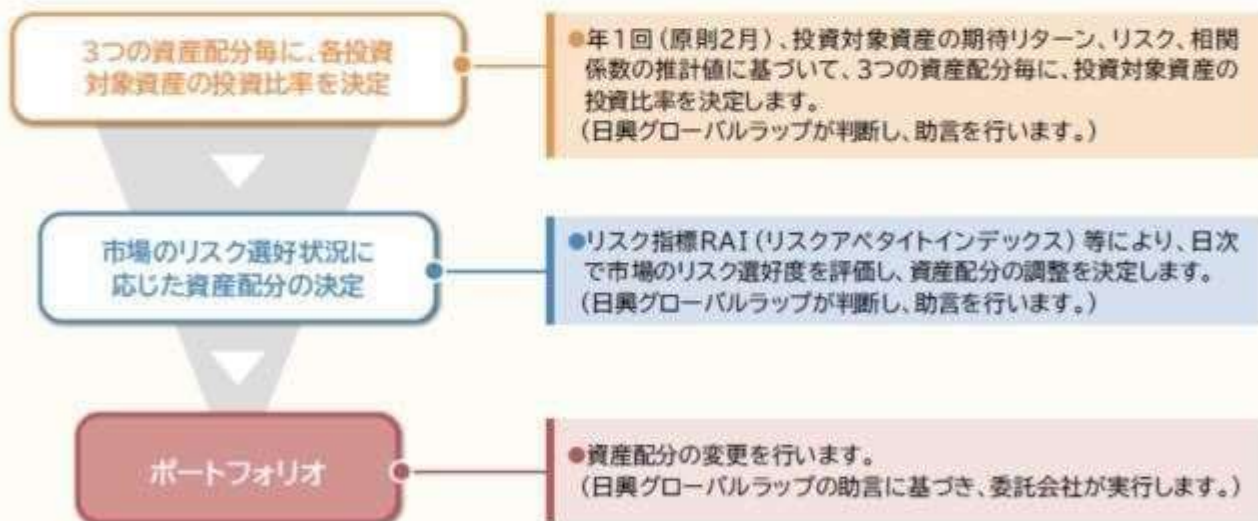 3つの資産配分毎に、各投資
対象資産の投資比率を決定
●年1回(原則2月)、投資対象資産の期待リターン、リスク、相関
係数の推計値に基づいて、3つの資産配分毎に、投資対象資産の
投資比率を決定します。
(日興グローバルラップが判断し、助言を行います。)
市場のリスク選好状況に
応じた資産配分の決定
●リスク指標RAI(リスクアペタイトインデックス)等により、日次
で市場のリスク選好度を評価し、資産配分の調整を決定します。
(日興グローバルラップが判断し、助言を行います。)
ポートフォリオ
●資産配分の変更を行います。
(日興グローバルラップの助言に基づき、委託会社が実行します。)